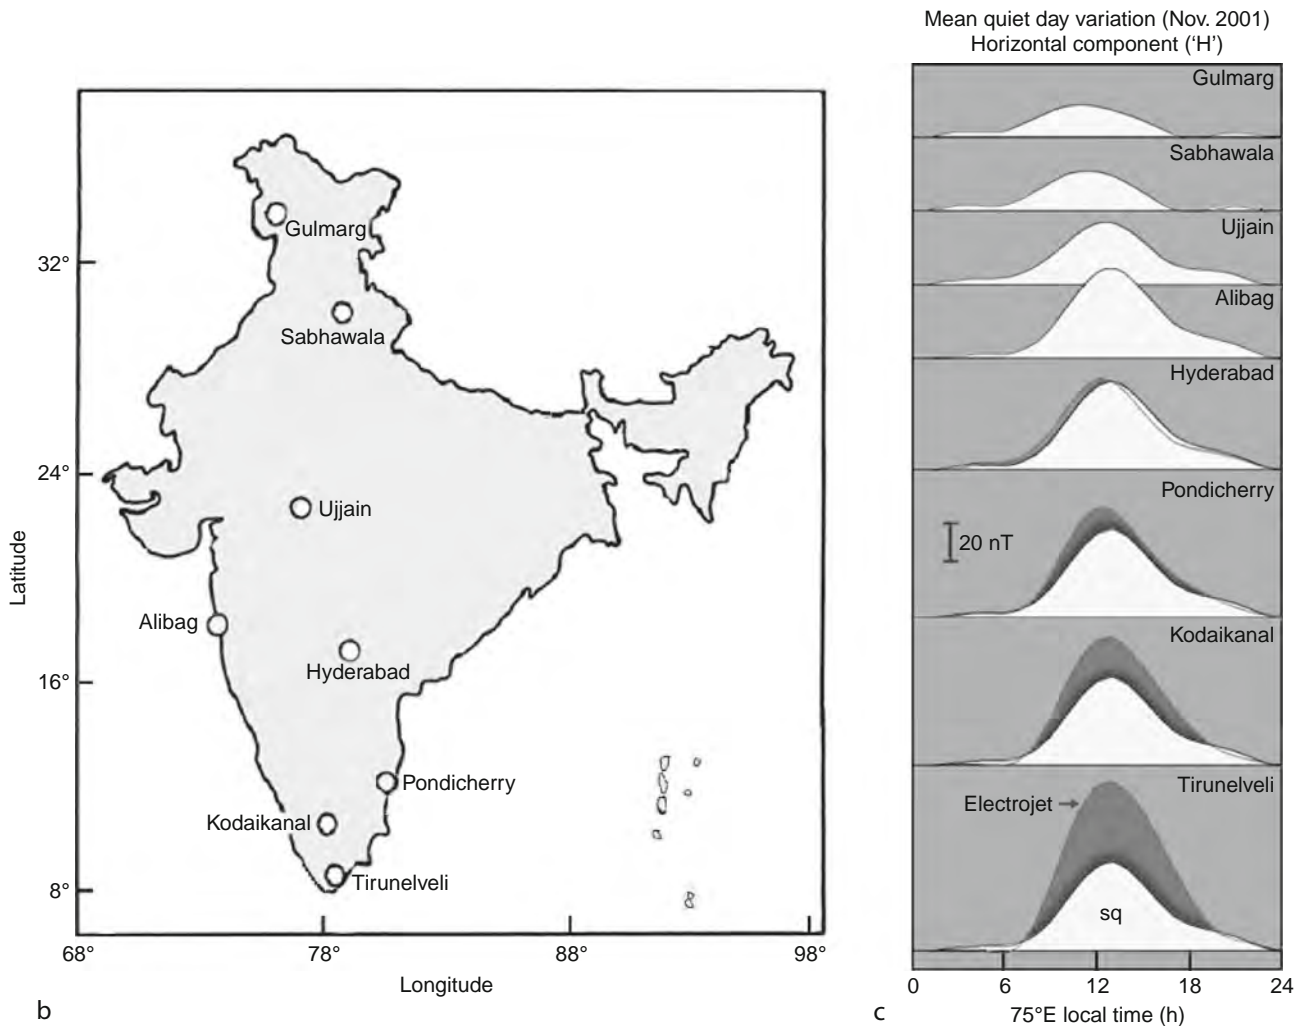 Mean quiet day variation (Nov. 2001)
Horizontal component (‘H’)
Gulmarg
Sabhawala
Ujjain
Alibag
Hyderabad
Pondicherry
20 nT
Kodaikanal
Tirunelveli
Electrojet
sq
0 6 12 18 24
75°E local time (h)
c
Gulmarg
32°
Sabhawala
24°
Ujjain
Latitude
Alibag
Hyderabad
16°
Pondicherry
Kodaikanal
Tirunelveli
8°
68° 78° 88° 98°
Longitude
b